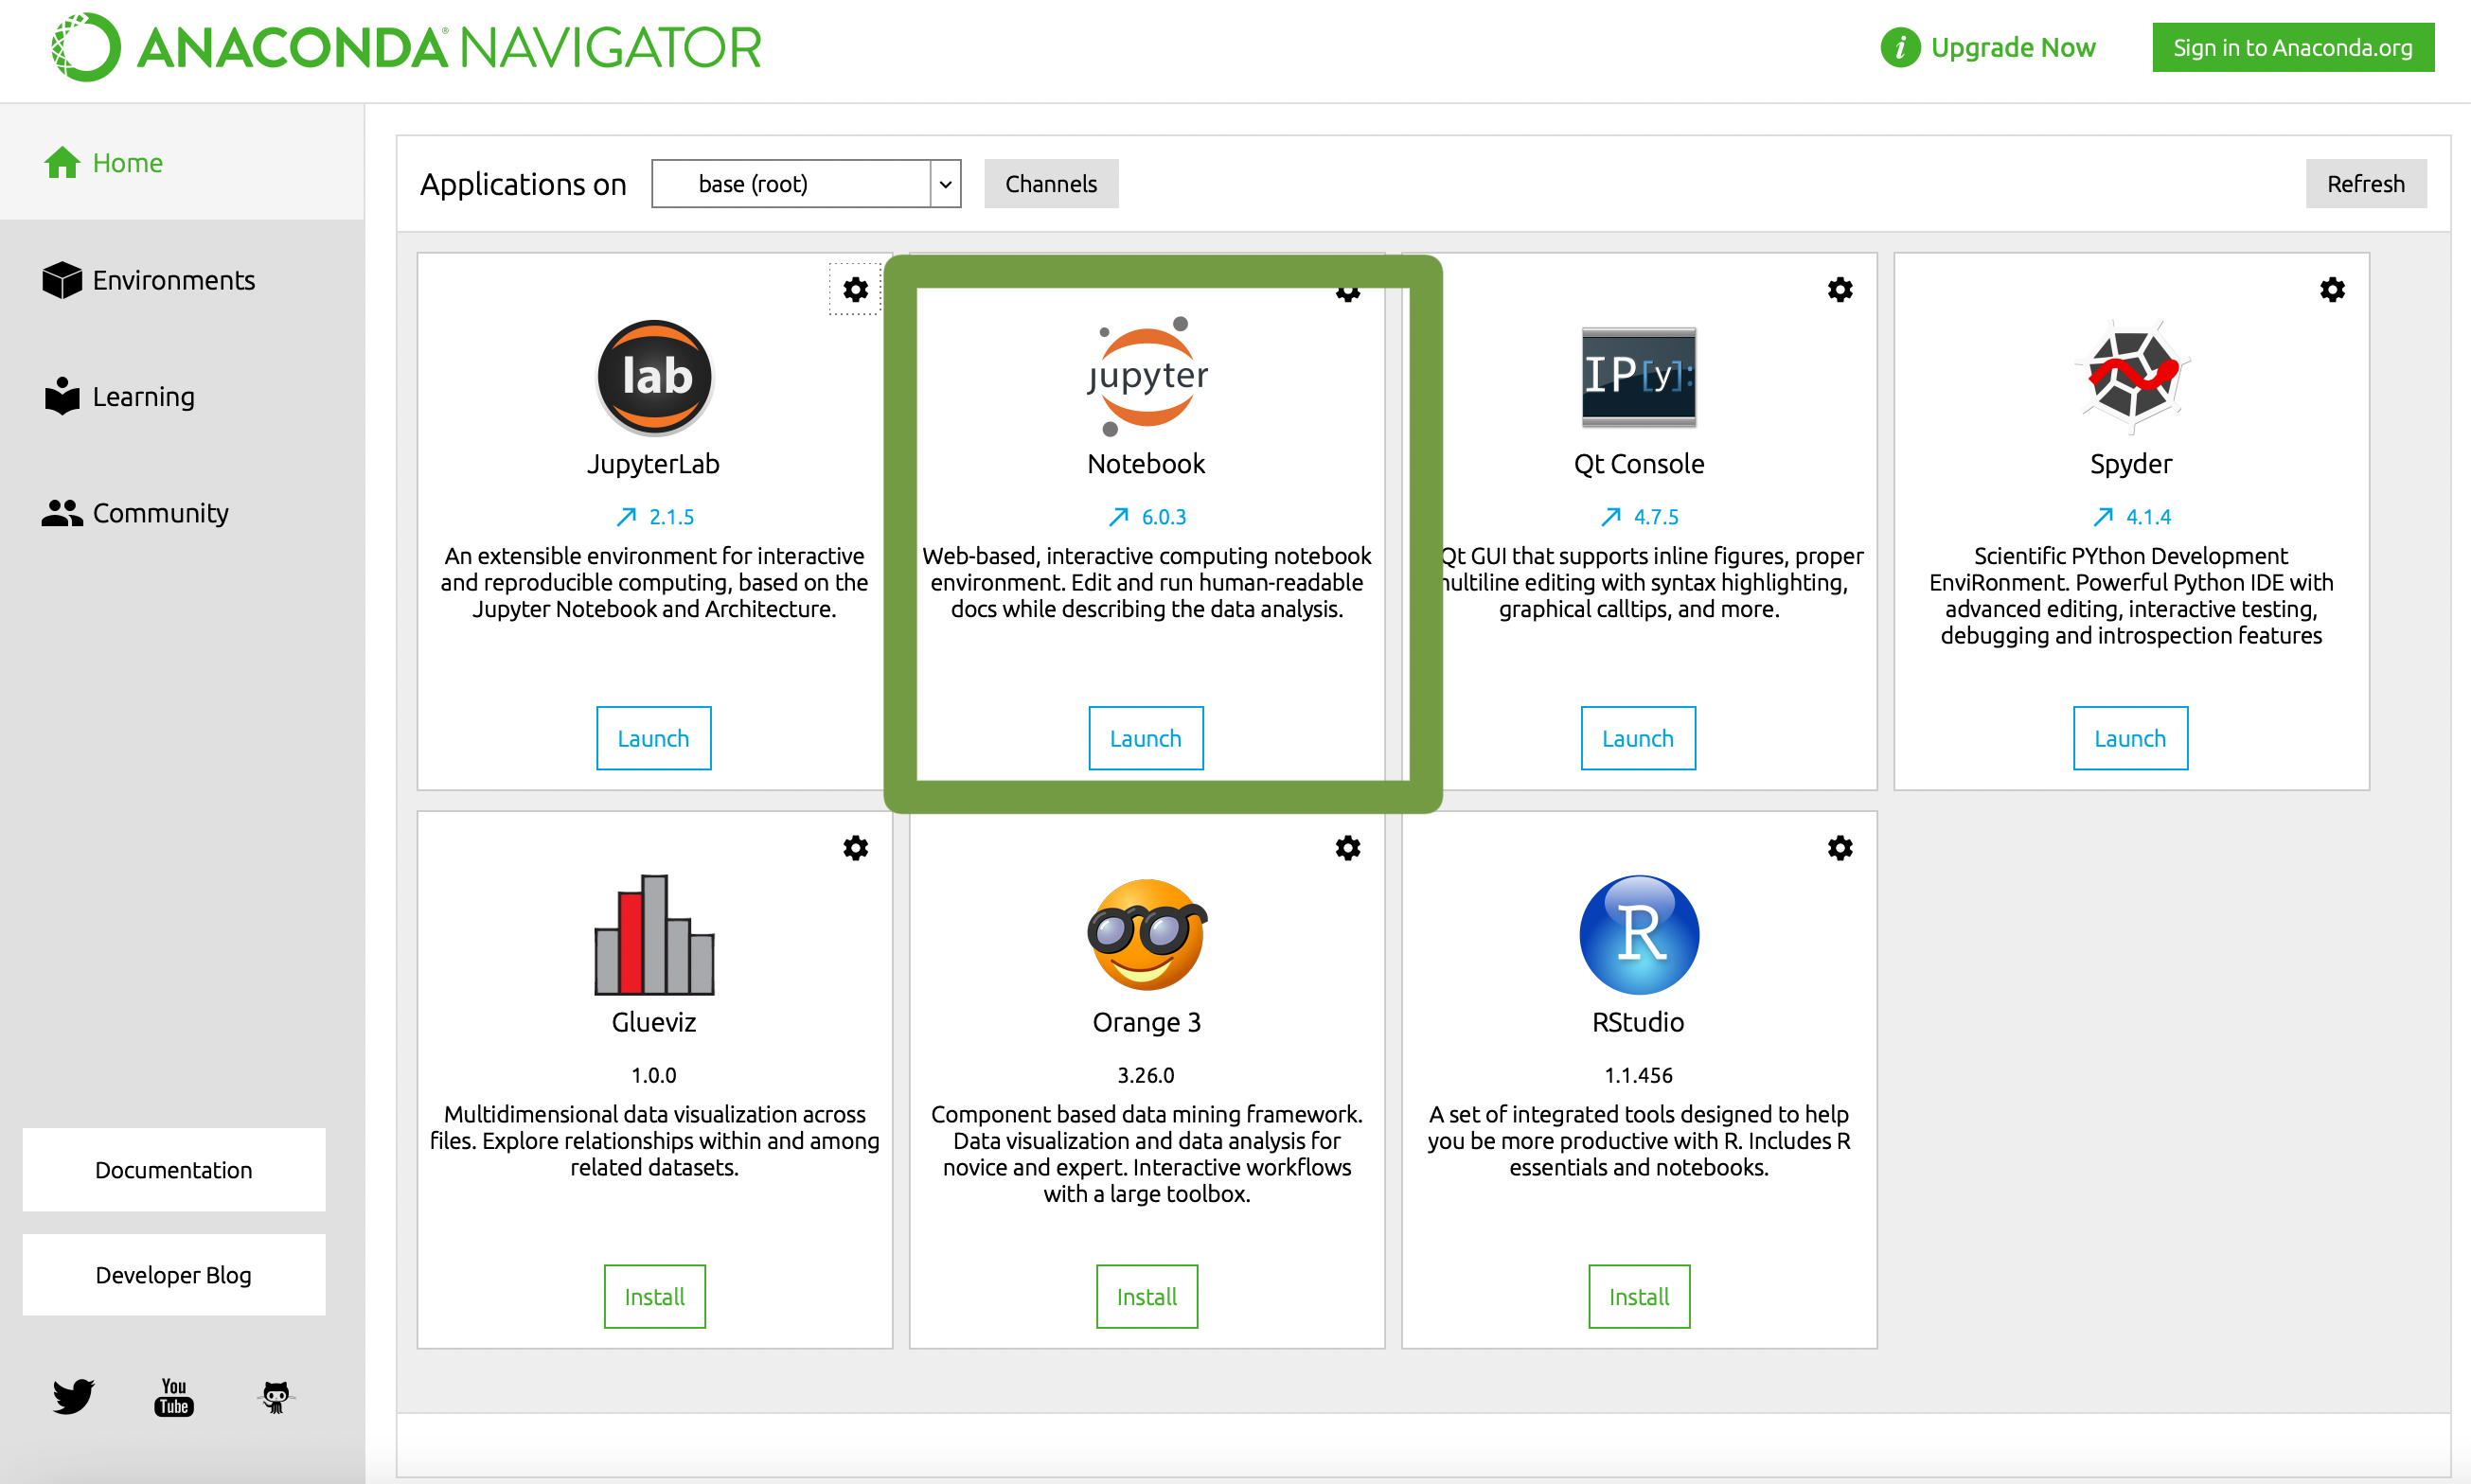 ANACONDA® NAVIGATOR
Upgrade Now
Sign in to Anaconda.org
Home
Environments
Learning
Community
Documentation
Developer Blog
You
Tube
Applications on
base (root)
Channels
Refresh
lab
JupyterLab
2.1.5
An extensible environment for interactive
and reproducible computing, based on the
Jupyter Notebook and Architecture.
Launch
jupyter
Notebook
6.0.3
Web-based, interactive computing notebook
environment. Edit and run human-readable
docs while describing the data analysis.
Launch
IP[y]:
Qt Console
4.7.5
Qt GUI that supports inline figures, proper
editing with syntax highlighting,
graphical calltips, and more.
Launch
Spyder
4.1.4
Scientific PYthon Development
EnviRonment. Powerful Python IDE with
advanced editing, interactive testing,
debugging and introspection features
Launch
Glueviz
1.0.0
Multidimensional data visualization across
files. Explore relationships within and among
related datasets.
Install
Orange 3
3.26.0
Component based data mining framework.
Data visualization and data analysis for
novice and expert. Interactive workflows
with a large toolbox.
Install
R
RStudio
1.1.456
A set of integrated tools designed to help
you be more productive with R. Includes R
essentials and notebooks.
Install